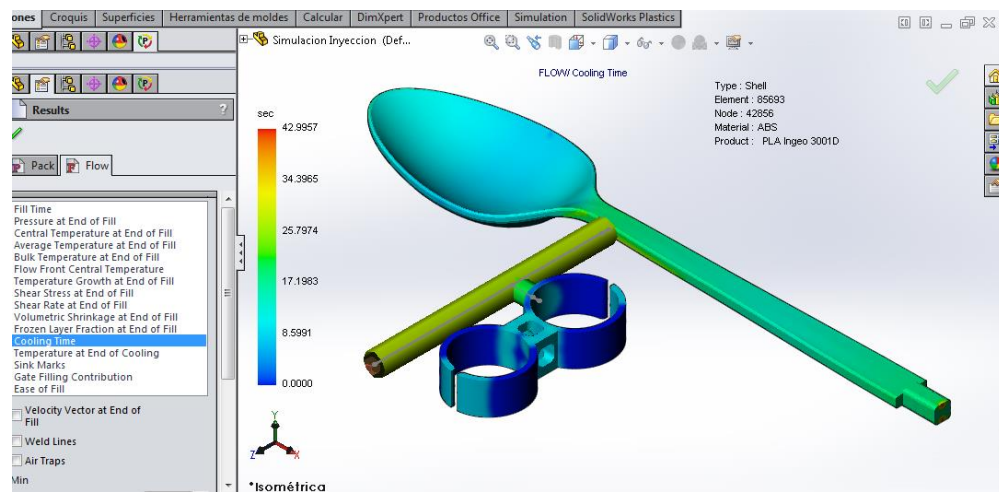 ones Croquis Superficies Herramientas de moldes Calcular DimXpert Productos Office Simulation SolidWorks Plastics
Simulacion Inyeccion (Def...
Results ?
Pack Flow
Fill Time
Pressure at End of Fill
Central Temperature at End of Fill
Average Temperature at End of Fill
Bulk Temperature at End of Fill
Flow Front Central Temperature
Temperature Growth at End of Fill
Shear Stress at End of Fill
Shear Rate at End of Fill
Volumetric Shrinkage at End of Fill
Frozen Layer Fraction at End of Fill
Cooling Time
Temperature at End of Cooling
Sink Marks
Gate Filling Contribution
Ease of Fill
Velocity Vector at End of
Fill
Weld Lines
Air Traps
Min
FLOW/ Cooling Time
sec
42.9957
34.3965
25.7974
17.1983
8.5991
0.0000
Type : Shell
Element : 85693
Node : 42856
Material : ABS
Product : PLA Ingeo 3001D
Y
Z
X
*Isométrica